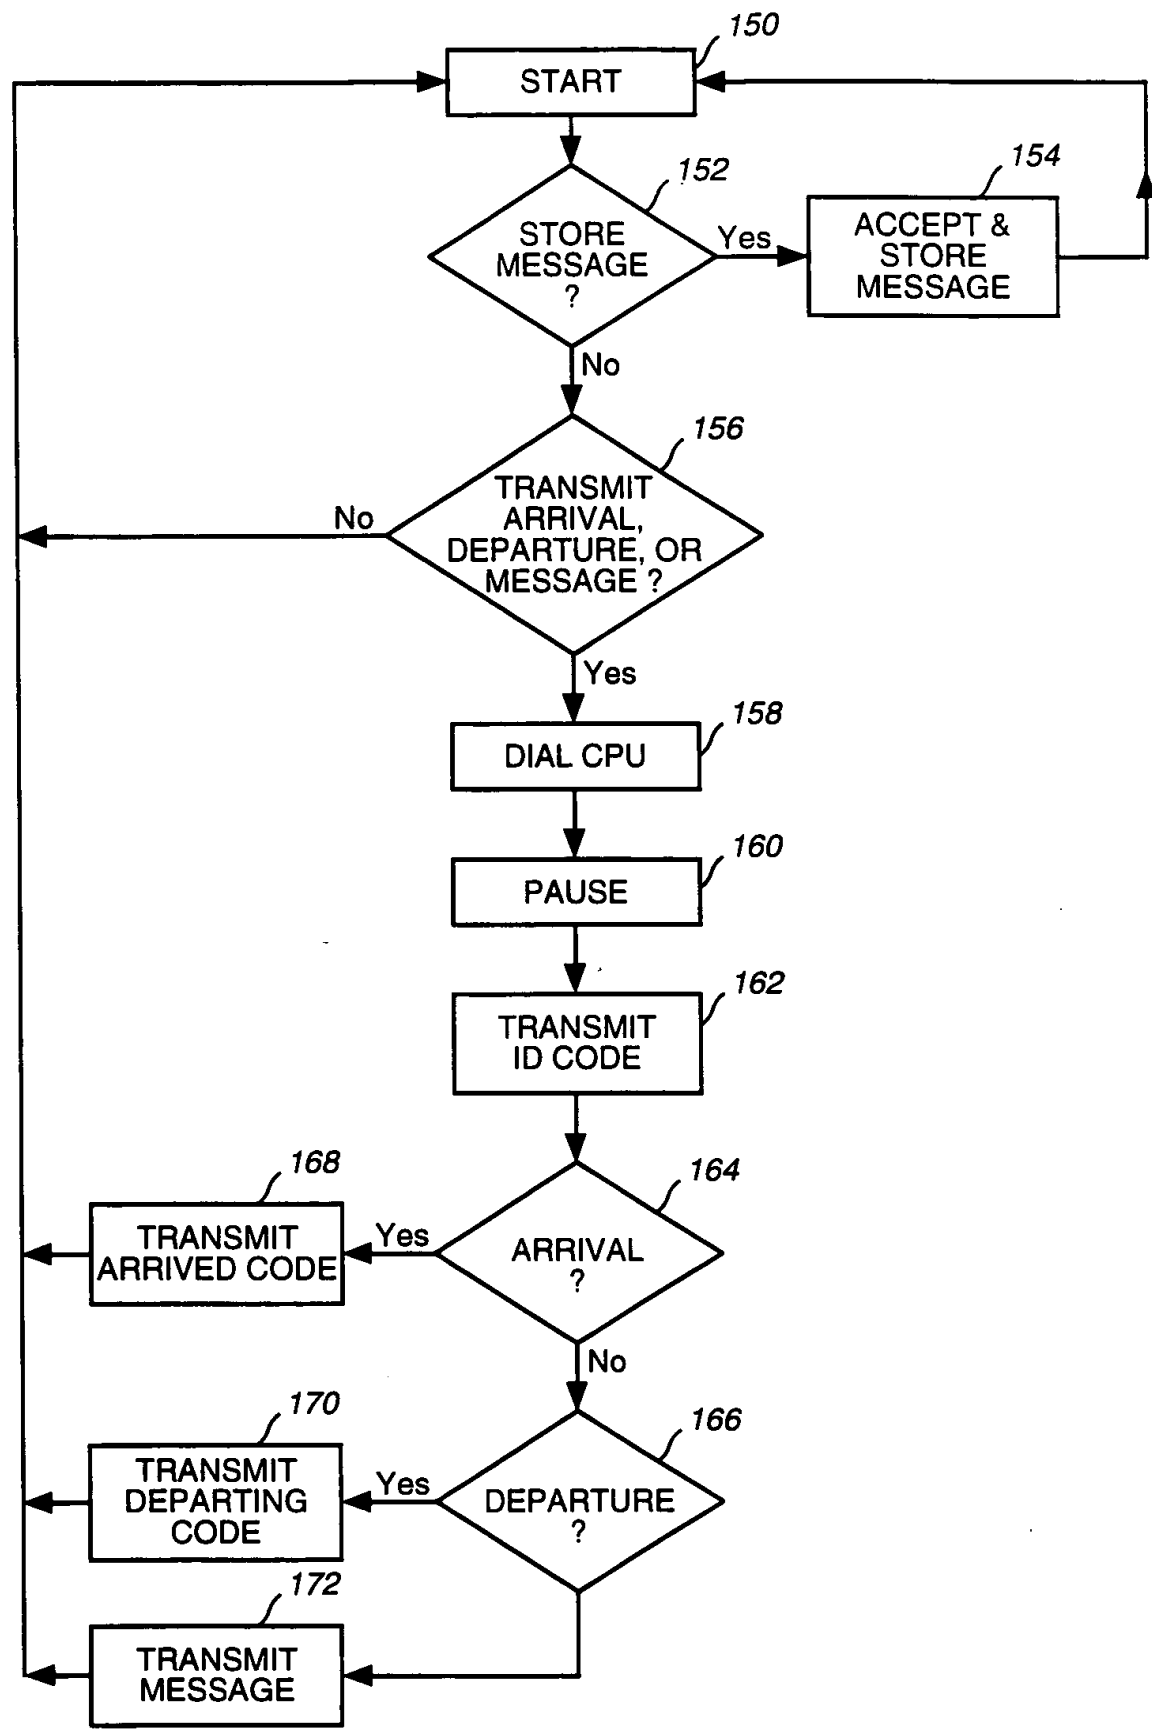 150
START
152
STORE
MESSAGE
?
Yes
154
ACCEPT &
STORE
MESSAGE
No
156
TRANSMIT
ARRIVAL,
DEPARTURE, OR
MESSAGE ?
No
Yes
158
DIAL CPU
160
PAUSE
162
TRANSMIT
ID CODE
164
ARRIVAL
?
Yes
168
TRANSMIT
ARRIVED CODE
No
166
DEPARTURE
?
Yes
170
TRANSMIT
DEPARTING
CODE
172
TRANSMIT
MESSAGE